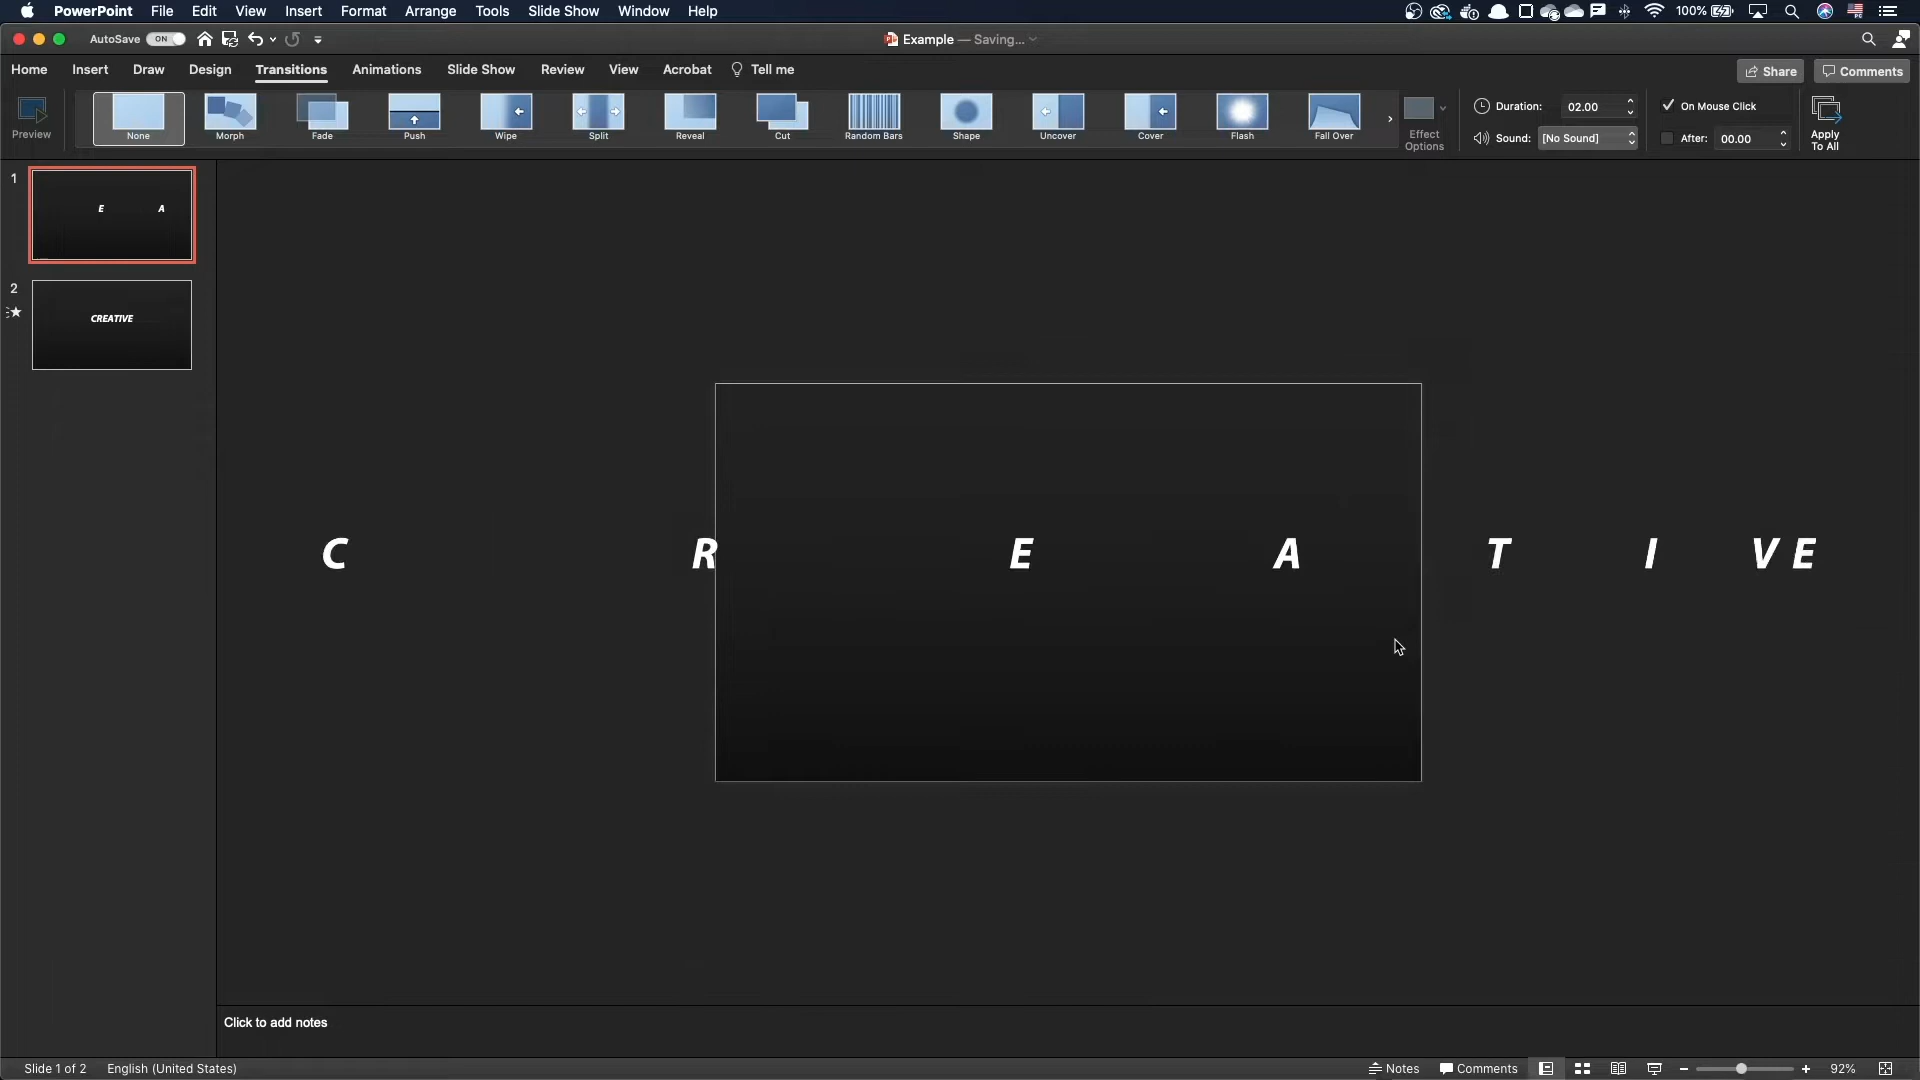 PowerPoint File Edit View Insert Format Arrange Tools Slide Show Window Help 100%
AutoSave ON Example — Saving...
Home Insert Draw Design Transitions Animations Slide Show Review View Acrobat Tell me Share Comments
Preview None Morph Fade Push Wipe Split Reveal Cut Random Bars Shape Uncover Cover Flash Fall Over
Effect Options
Duration: 02.00
Sound: [No Sound]
On Mouse Click
After: 00.00
Apply To All
1
E A
2
CREATIVE
C R E A T I V E
Click to add notes
Slide 1 of 2 English (United States) Notes Comments 92%